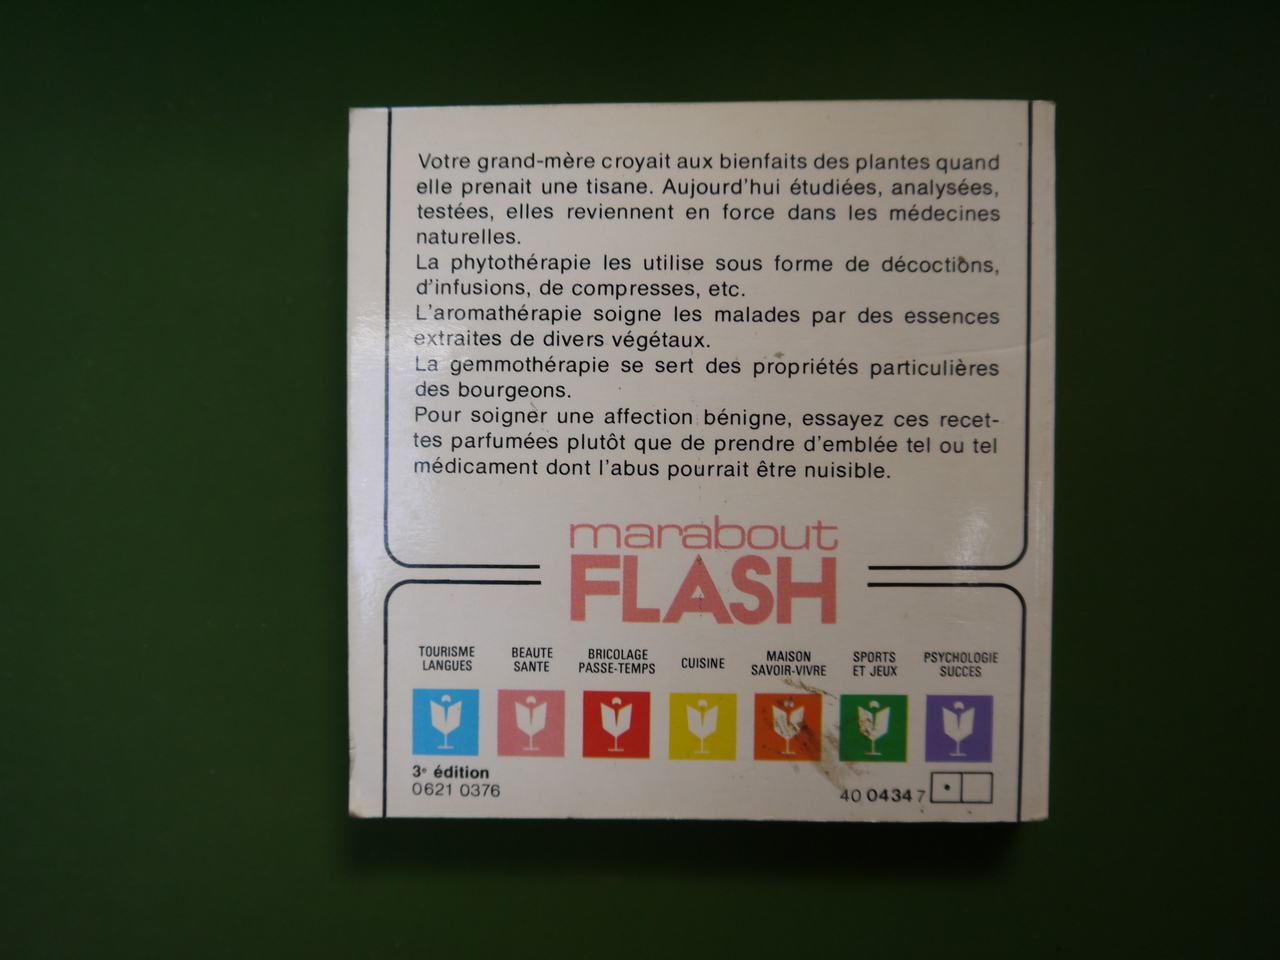 Votre grand-mère croyait aux bienfaits des plantes quand
elle prenait une tisane. Aujourd'hui étudiées, analysées,
testées, elles reviennent en force dans les médecines
naturelles.
La phytothérapie les utilise sous forme de décoctions,
d'infusions, de compresses, etc.
L'aromathérapie soigne les malades par des essences
extraites de divers végétaux.
La gemmothérapie se sert des propriétés particulières
des bourgeons.
Pour soigner une affection bénigne, essayez ces recet-
tes parfumées plutôt que de prendre d'emblée tel ou tel
médicament dont l'abus pourrait être nuisible.
marabout
FLASH
TOURISME
LANGUES
BEAUTE
SANTE
BRICOLAGE
PASSE-TEMPS
CUISINE
MAISON
SAVOIR-VIVRE
SPORTS
ET JEUX
PSYCHOLOGIE
SUCCES
3e édition
0621 0376
40 0434 7